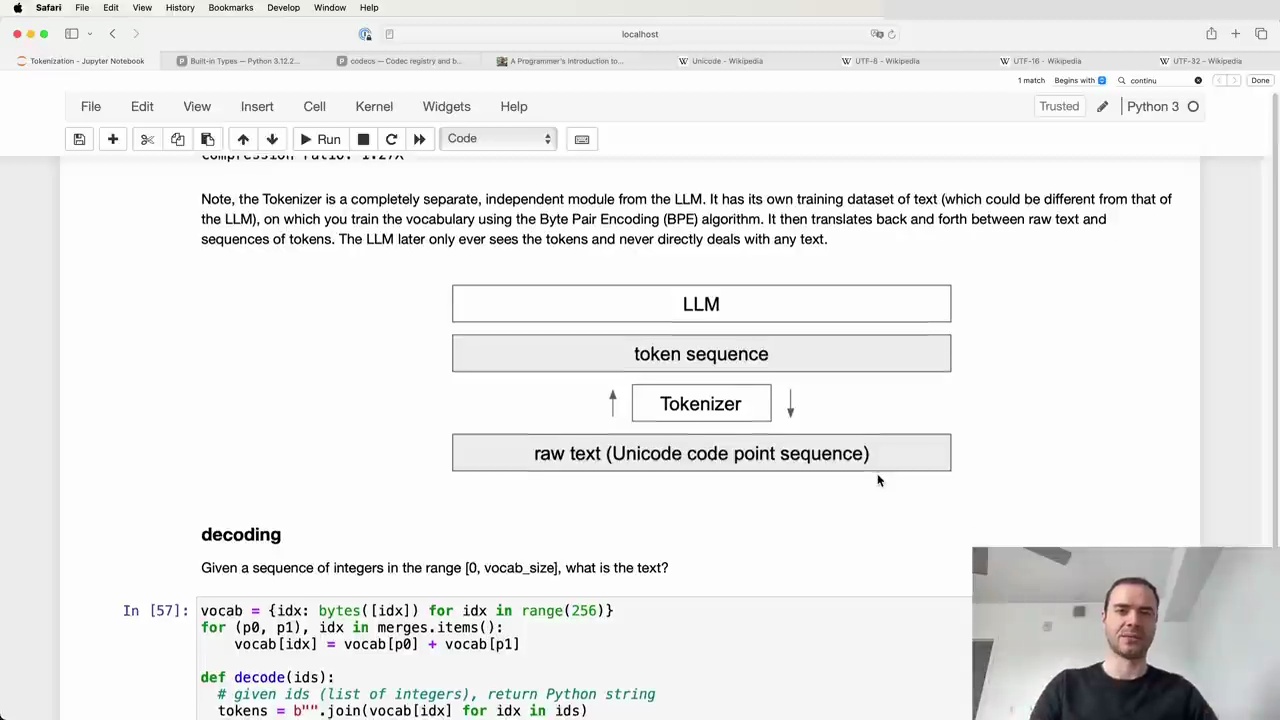 Safari File Edit View History Bookmarks Develop Window Help
localhost
Tokenization - Jupyter Notebook
Built-in Types — Python 3.12.2...
codecs — Codec registry and b...
A Programmer's Introduction to...
Unicode - Wikipedia
UTF-8 - Wikipedia
UTF-16 - Wikipedia
UTF-32 - Wikipedia
1 match Begins with continu Done
File Edit View Insert Cell Kernel Widgets Help Trusted Python 3
Run Code
compression ratio: 1.27X
Note, the Tokenizer is a completely separate, independent module from the LLM. It has its own training dataset of text (which could be different from that of
the LLM), on which you train the vocabulary using the Byte Pair Encoding (BPE) algorithm. It then translates back and forth between raw text and
sequences of tokens. The LLM later only ever sees the tokens and never directly deals with any text.
LLM
token sequence
Tokenizer
raw text (Unicode code point sequence)
decoding
Given a sequence of integers in the range [0, vocab_size], what is the text?
In [57]: vocab = {idx: bytes([idx]) for idx in range(256)}
for (p0, p1), idx in merges.items():
    vocab[idx] = vocab[p0] + vocab[p1]
def decode(ids):
  # given ids (list of integers), return Python string
  tokens = b"".join(vocab[idx] for idx in ids)